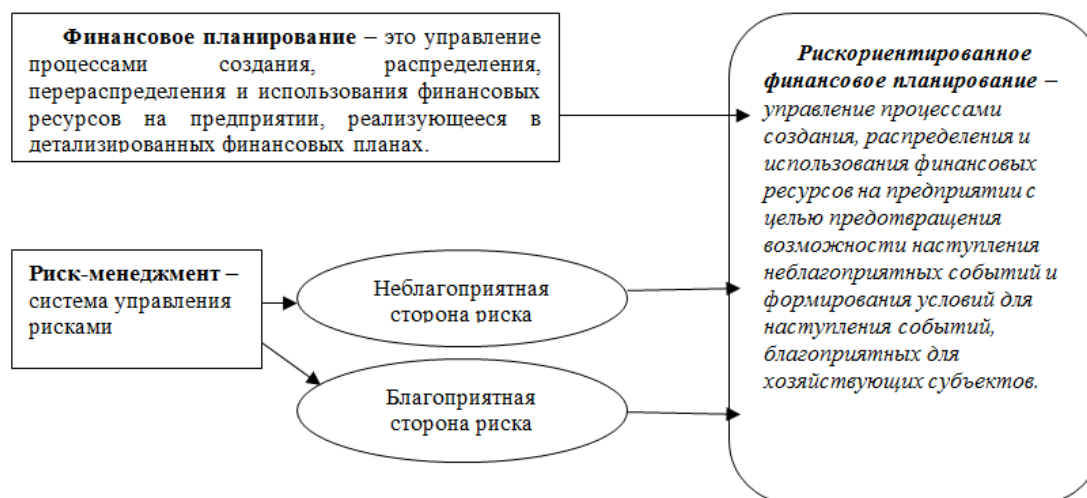 Финансовое планирование – это управление
процессами создания, распределения,
перераспределения и использования финансовых
ресурсов на предприятии, реализующееся в
детализированных финансовых планах.
Риск-менеджмент –
система управления
рисками
Неблагоприятная
сторона риска
Благоприятная
сторона риска
Рискориентированное
финансовое планирование –
управление процессами
создания, распределения и
использования финансовых
ресурсов на предприятии с
целью предотвращения
возможности наступления
неблагоприятных событий и
формирования условий для
наступления событий,
благоприятных для
хозяйствующих субъектов.